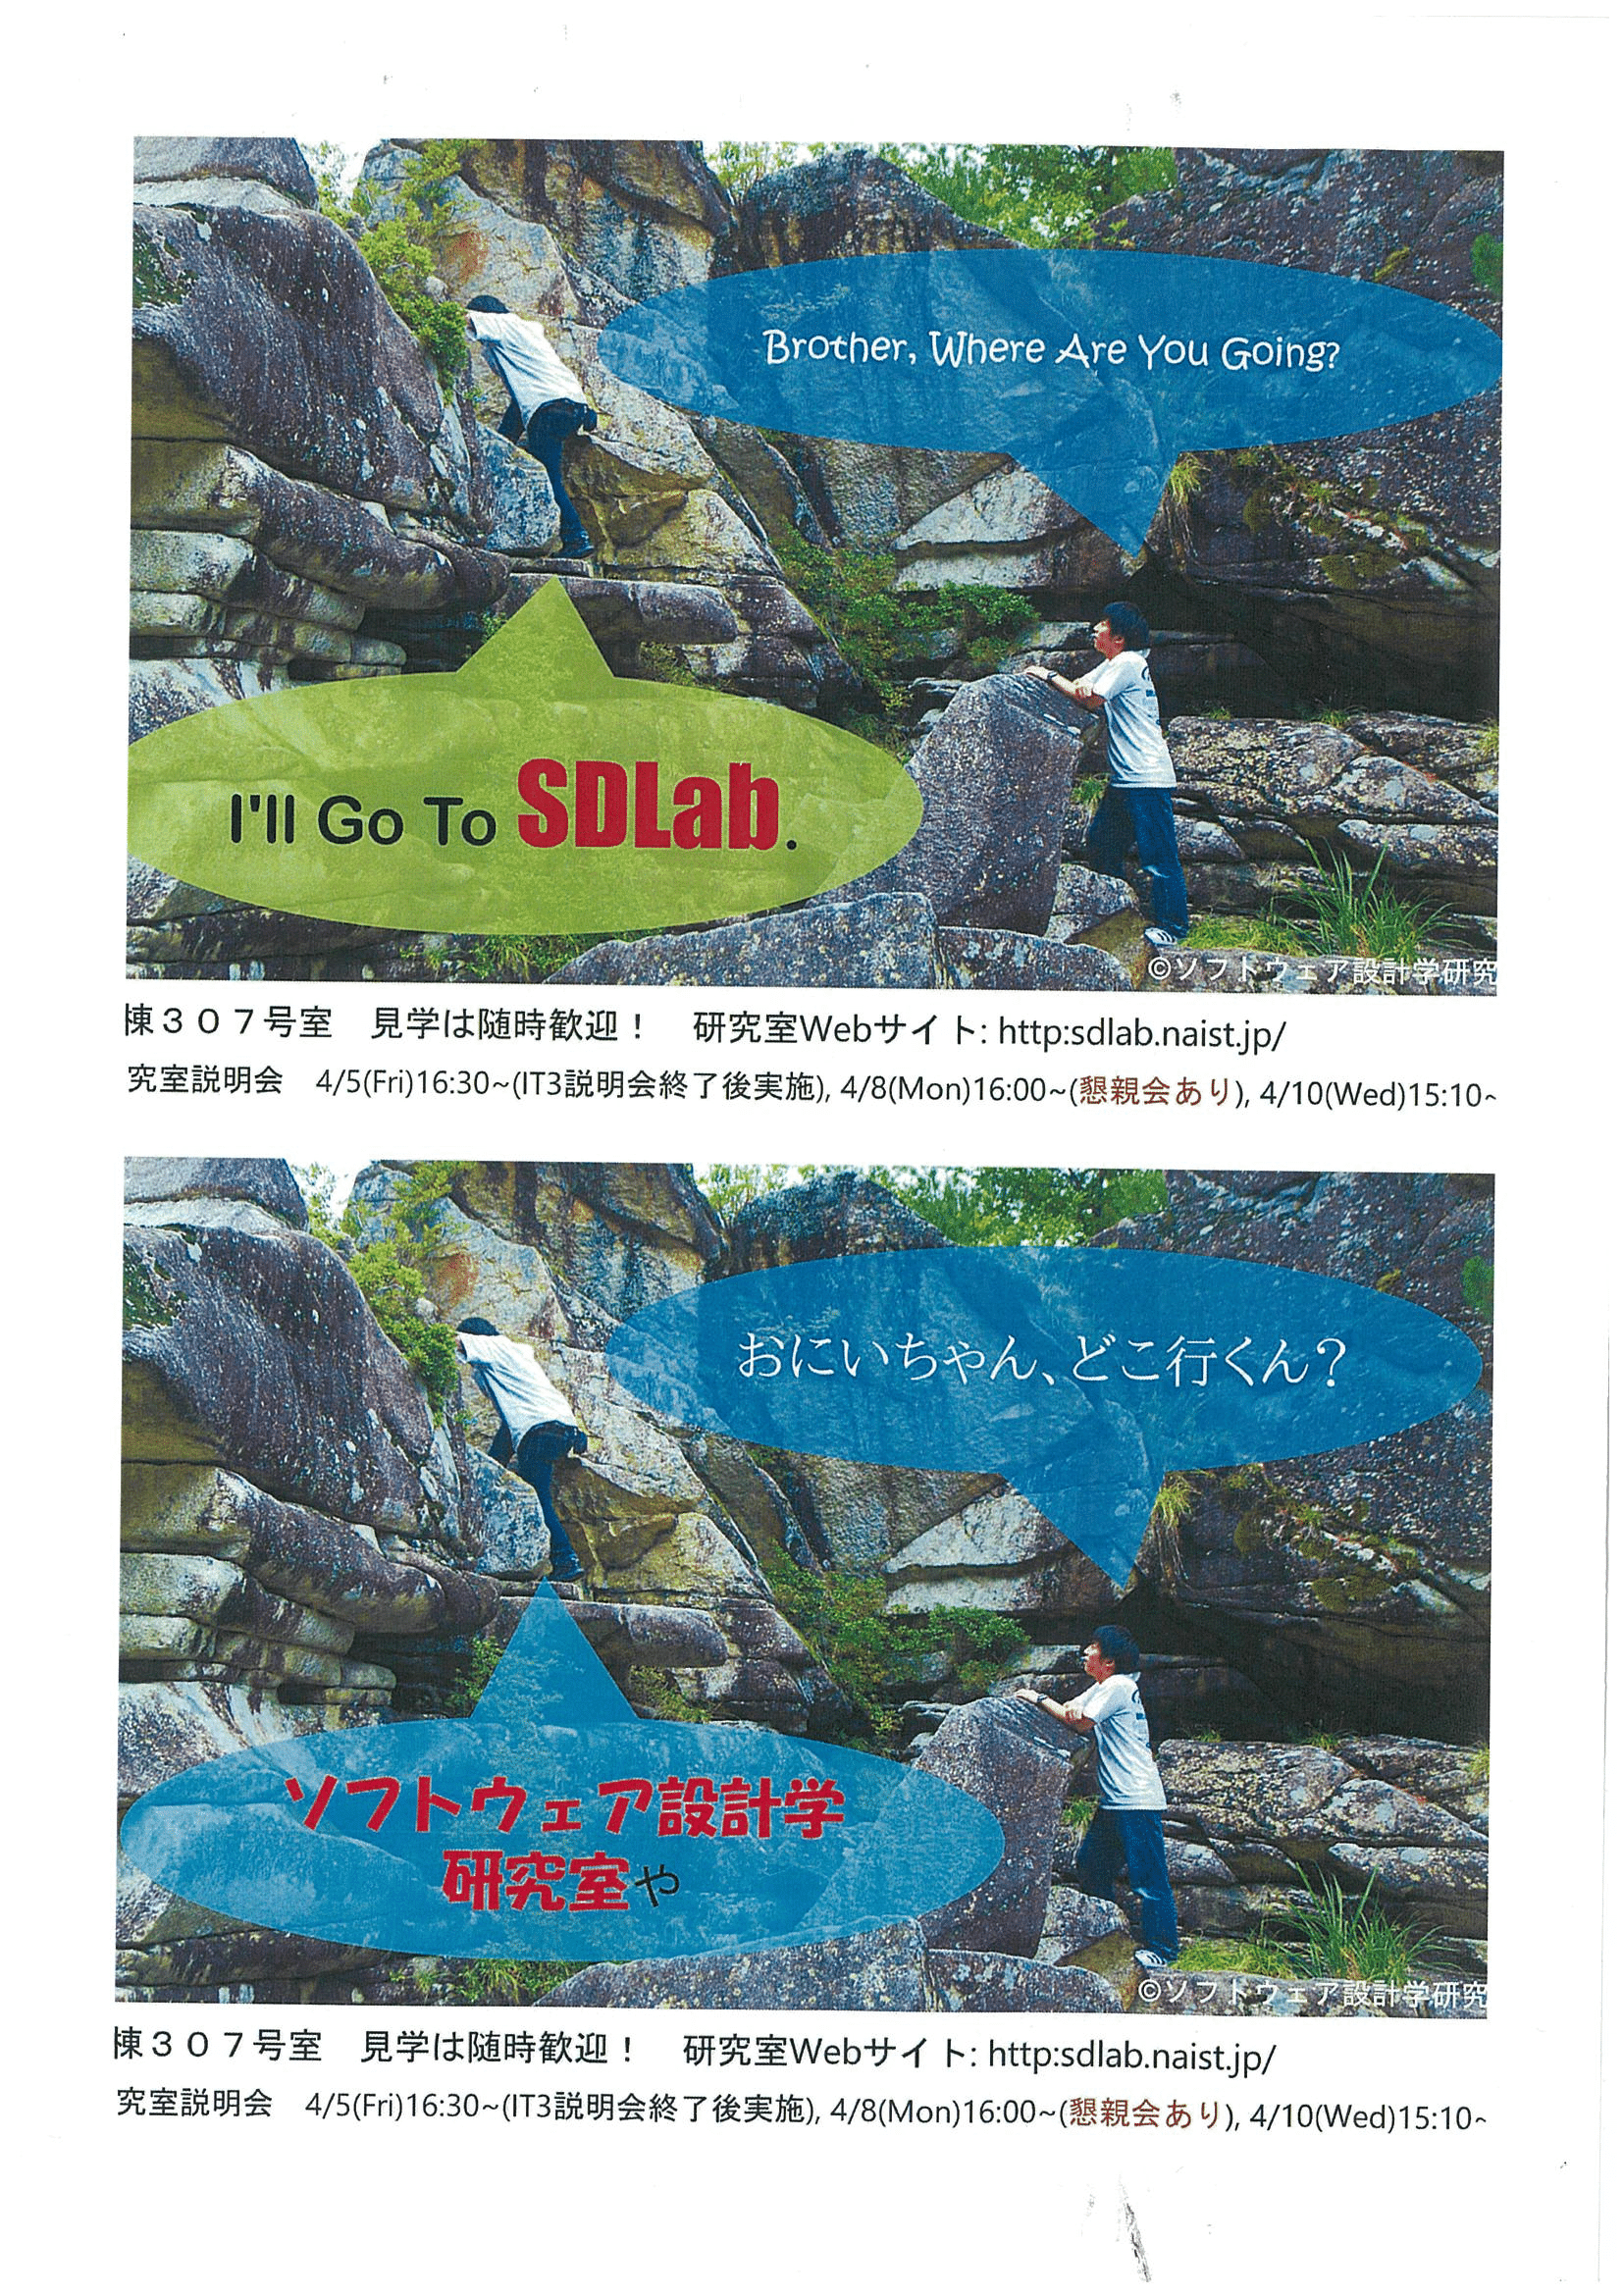 Brother, Where Are You Going?
I'll Go To SDLab.
©ソフトウェア設計学研究
棟３０７号室　見学は随時歓迎！　研究室Webサイト: http:sdlab.naist.jp/
究室説明会　4/5(Fri)16:30~(IT3説明会終了後実施), 4/8(Mon)16:00~(懇親会あり), 4/10(Wed)15:10~
おにいちゃん、どこ行くん？
ソフトウェア設計学
研究室や
©ソフトウェア設計学研究
棟３０７号室　見学は随時歓迎！　研究室Webサイト: http:sdlab.naist.jp/
究室説明会　4/5(Fri)16:30~(IT3説明会終了後実施), 4/8(Mon)16:00~(懇親会あり), 4/10(Wed)15:10~